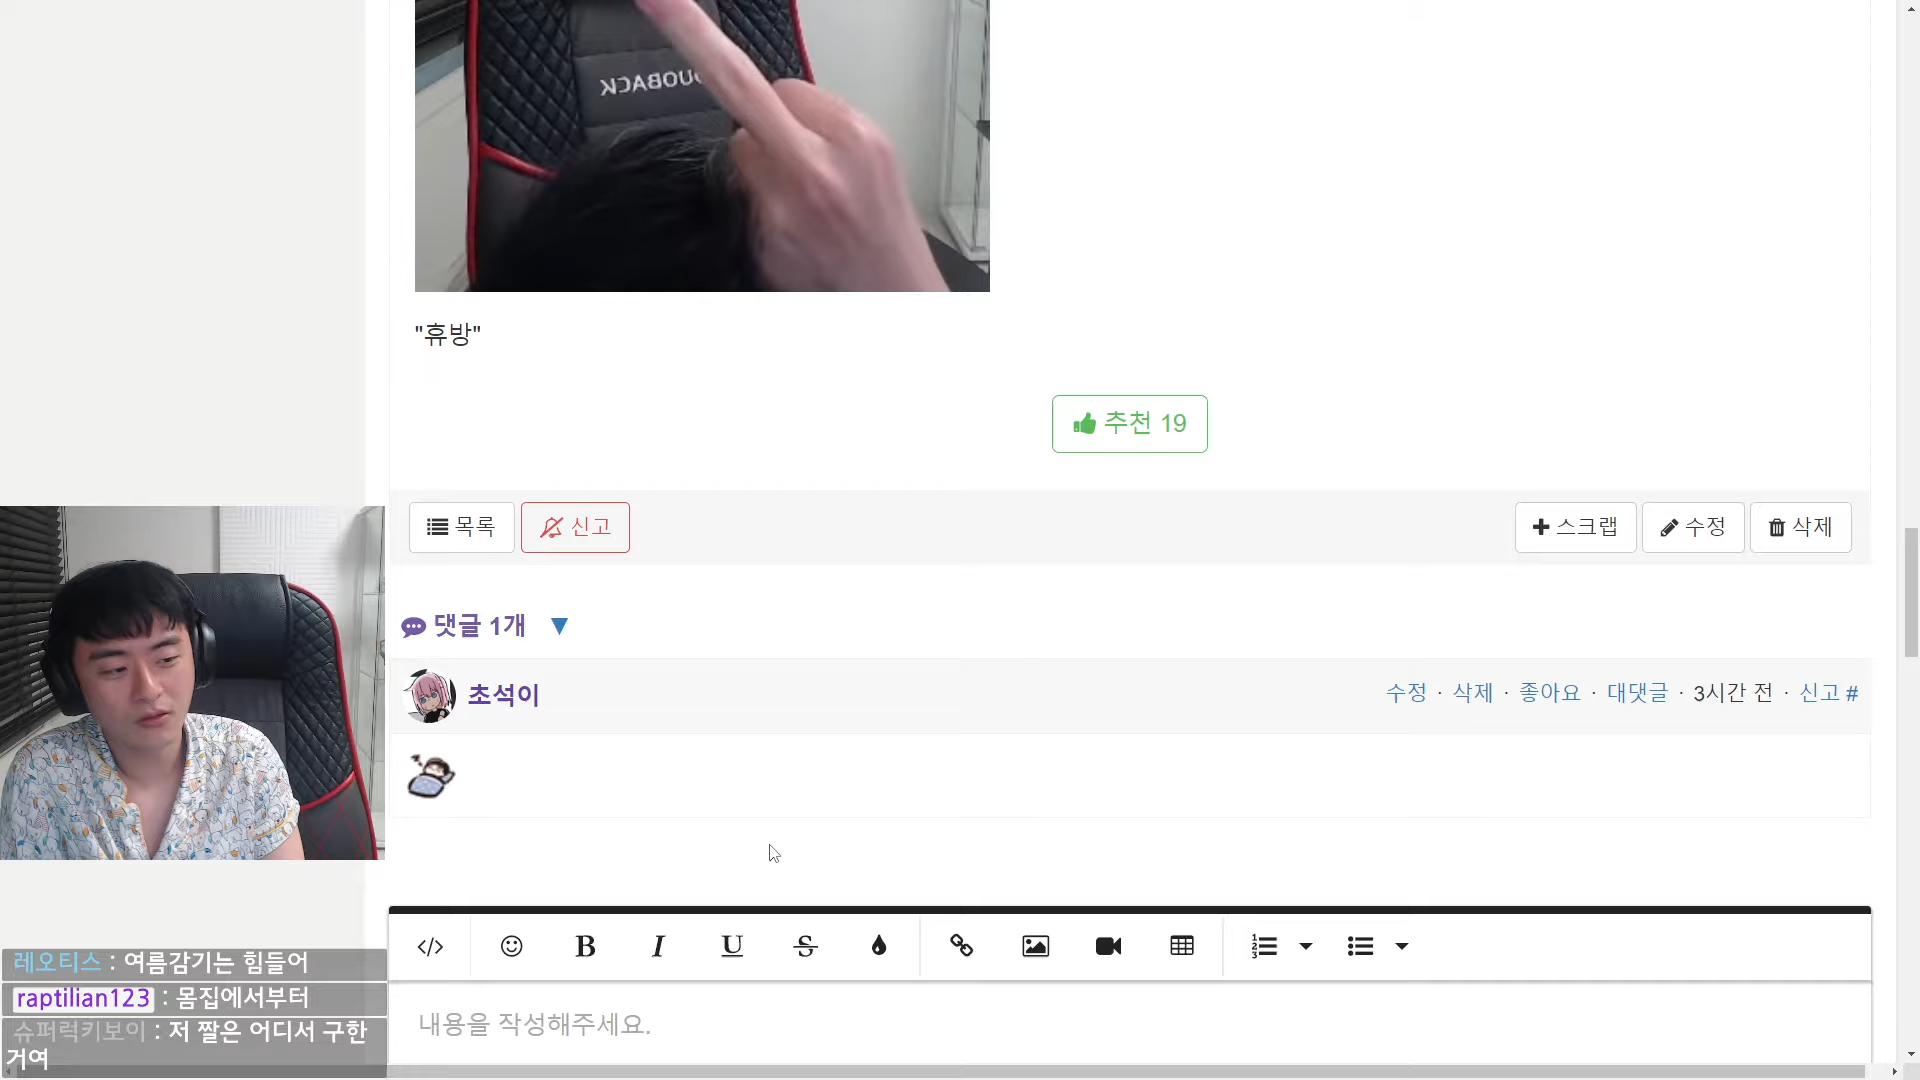 DUOBACK
"휴방"
추천 19
목록
신고
스크랩
수정
삭제
댓글 1개 ▼
초석이
수정 · 삭제 · 좋아요 · 대댓글 · 3시간 전 · 신고 #
</> B I U S
내용을 작성해주세요.
레오티스 : 여름감기는 힘들어
raptilian123 : 몸집에서부터
슈퍼럭키보이 : 저 짤은 어디서 구한
거여